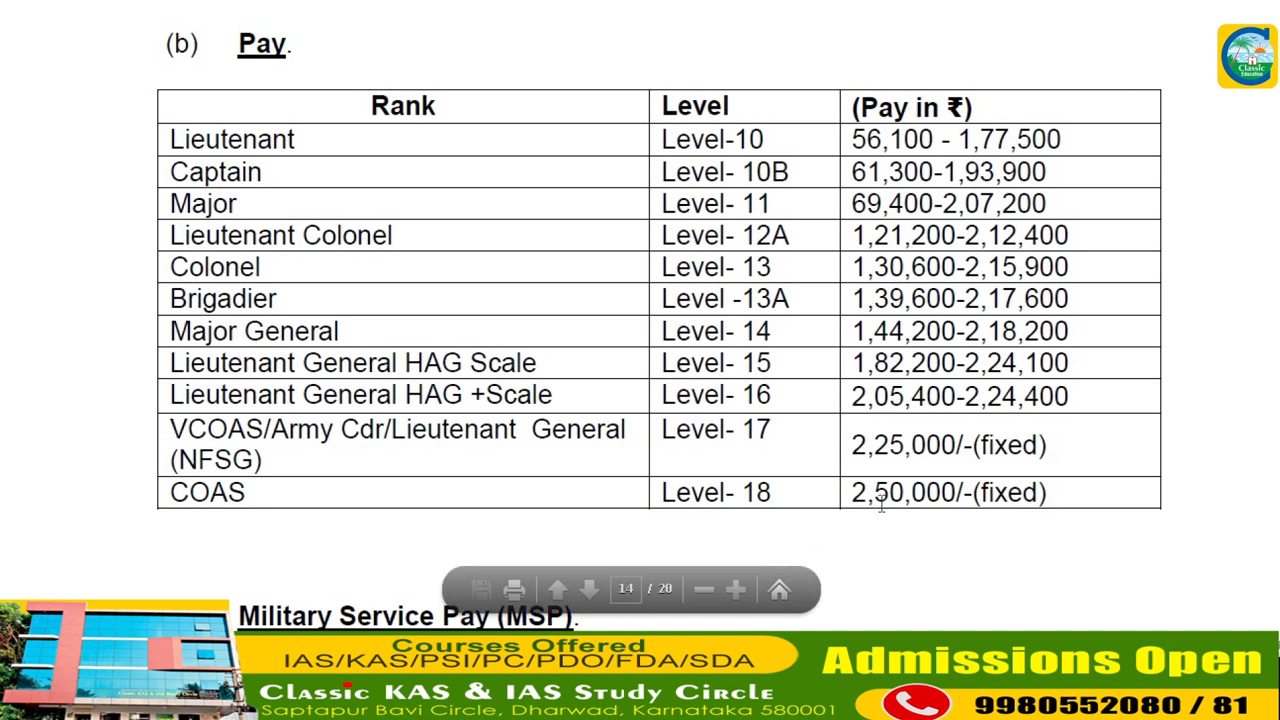 (b) Pay.
Classic
Education
Rank Level (Pay in ₹)
Lieutenant Level-10 56,100 - 1,77,500
Captain Level- 10B 61,300-1,93,900
Major Level- 11 69,400-2,07,200
Lieutenant Colonel Level- 12A 1,21,200-2,12,400
Colonel Level- 13 1,30,600-2,15,900
Brigadier Level -13A 1,39,600-2,17,600
Major General Level- 14 1,44,200-2,18,200
Lieutenant General HAG Scale Level- 15 1,82,200-2,24,100
Lieutenant General HAG +Scale Level- 16 2,05,400-2,24,400
VCOAS/Army Cdr/Lieutenant General Level- 17 2,25,000/-(fixed)
(NFSG)
COAS Level- 18 2,50,000/-(fixed)
14 / 20
Military Service Pay (MSP).
Courses Offered
IAS/KAS/PSI/PC/PDO/FDA/SDA
Classic KAS & IAS Study Circle
Saptapur Bavi Circle, Dharwad, Karnataka 580001
Admissions Open
9980552080 / 81